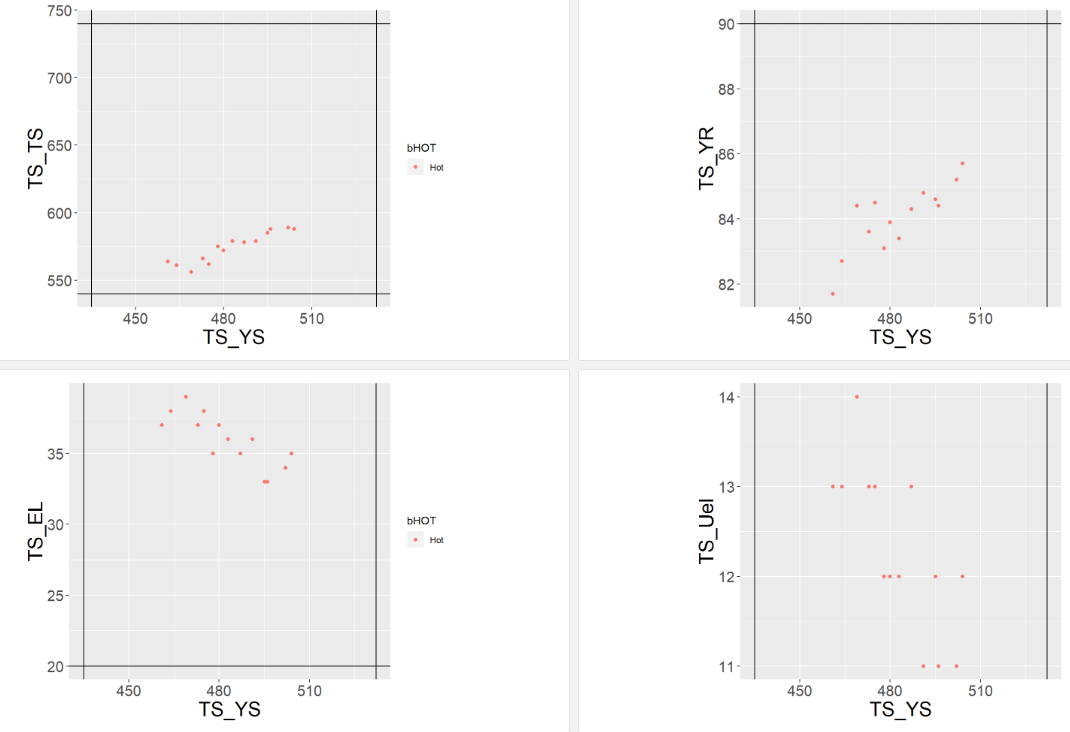 750
700
650
600
550
TS_TS
450 480 510
TS_YS
bHOT
Hot
90
88
86
84
82
TS_YR
450 480 510
TS_YS
35
30
25
20
TS_EL
450 480 510
TS_YS
bHOT
Hot
14
13
12
11
TS_Uel
450 480 510
TS_YS